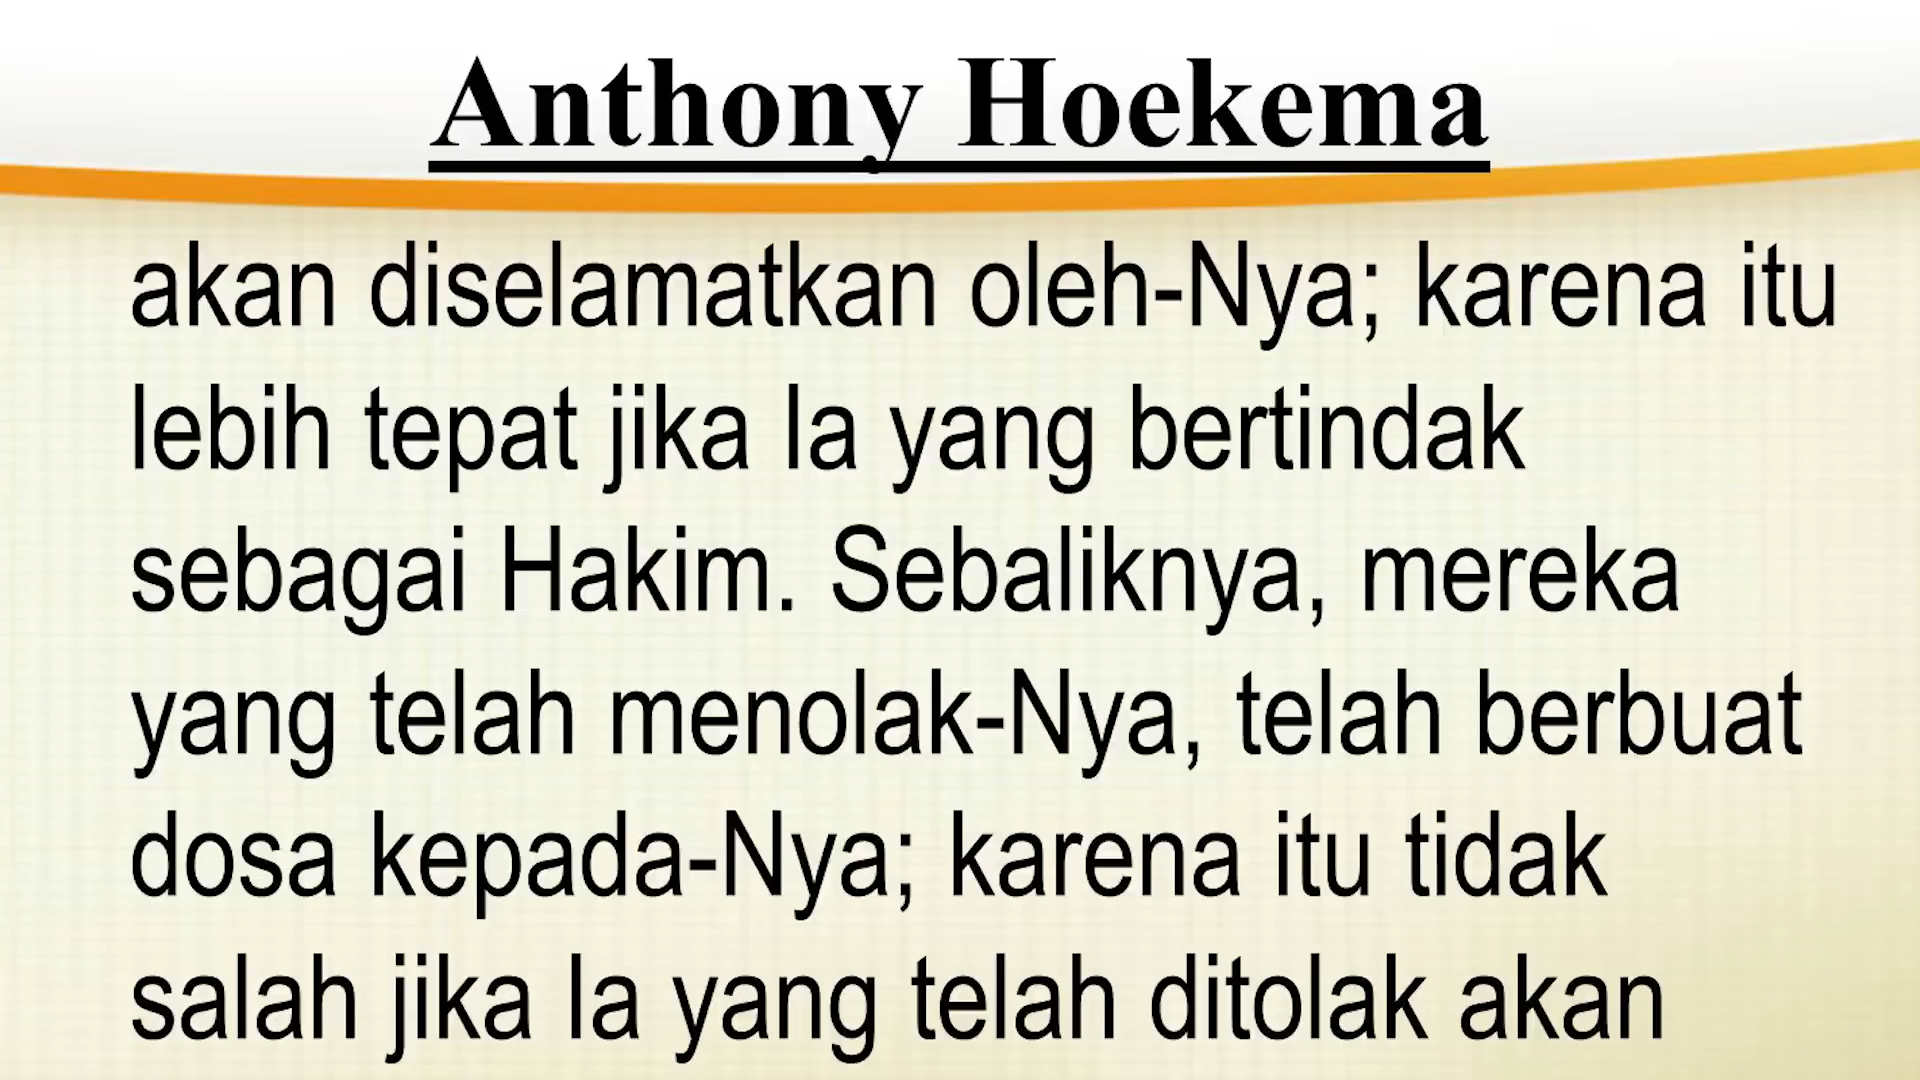 Anthony Hoekema
akan diselamatkan oleh-Nya; karena itu
lebih tepat jika Ia yang bertindak
sebagai Hakim. Sebaliknya, mereka
yang telah menolak-Nya, telah berbuat
dosa kepada-Nya; karena itu tidak
salah jika Ia yang telah ditolak akan